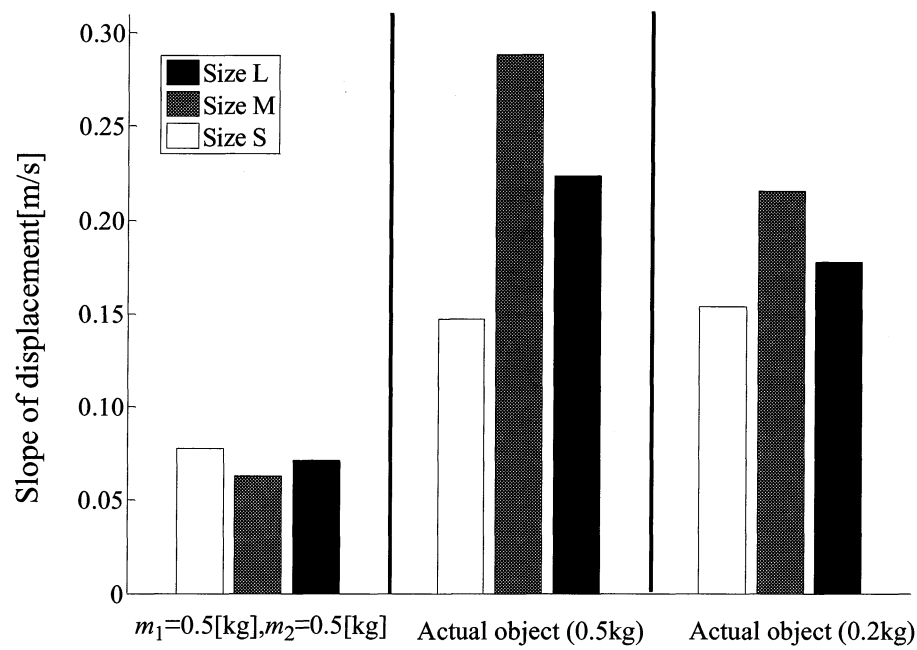 0.30
0.25
0.20
0.15
0.10
0.05
0
Slope of displacement[m/s]
Size L
Size M
Size S
m₁=0.5[kg],m₂=0.5[kg]
Actual object (0.5kg)
Actual object (0.2kg)